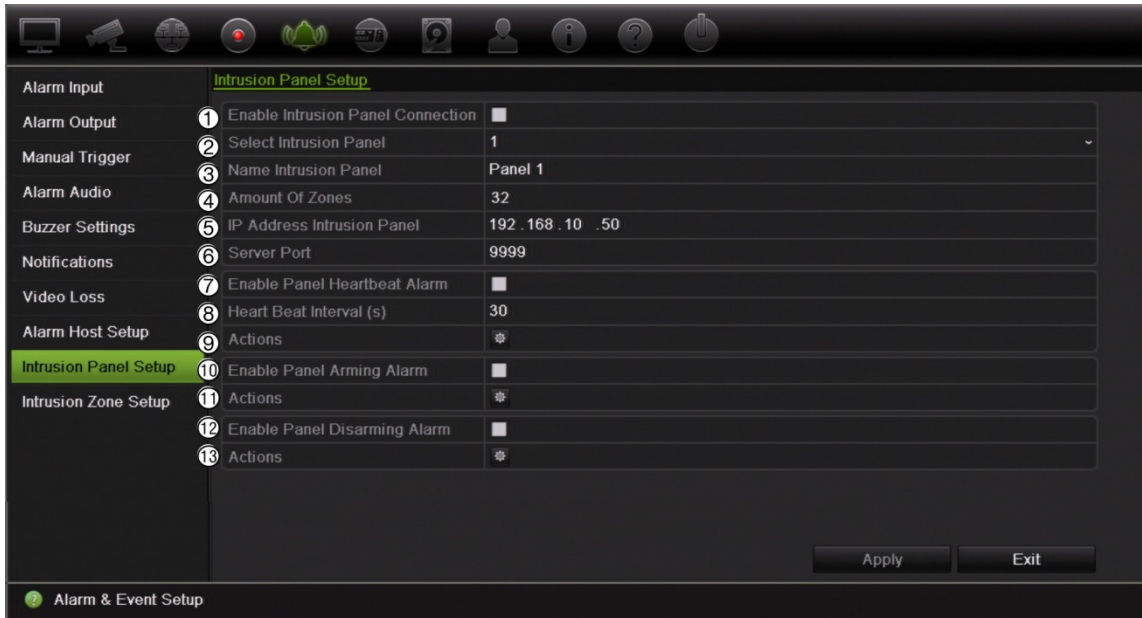 Alarm Input
Alarm Output
Manual Trigger
Alarm Audio
Buzzer Settings
Notifications
Video Loss
Alarm Host Setup
Intrusion Panel Setup
Intrusion Zone Setup
Intrusion Panel Setup
① Enable Intrusion Panel Connection
② Select Intrusion Panel 1
③ Name Intrusion Panel Panel 1
④ Amount Of Zones 32
⑤ IP Address Intrusion Panel 192 . 168 . 10 . 50
⑥ Server Port 9999
⑦ Enable Panel Heartbeat Alarm
⑧ Heart Beat Interval (s) 30
⑨ Actions
⑩ Enable Panel Arming Alarm
⑪ Actions
⑫ Enable Panel Disarming Alarm
⑬ Actions
Apply Exit
? Alarm & Event Setup